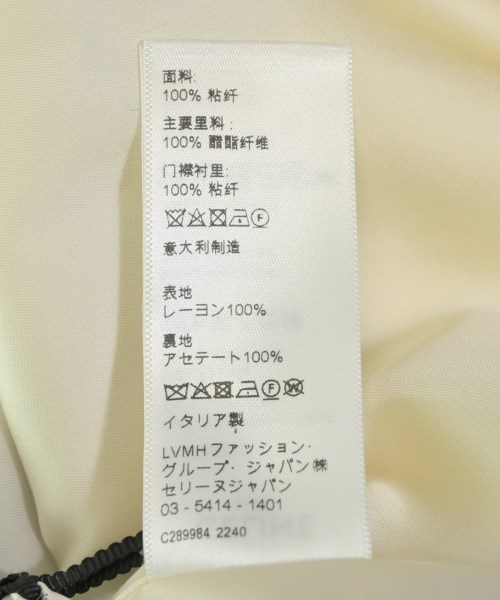 面料:
100% 粘纤
主要里料:
100% 醋酯纤维
门襟衬里:
100% 粘纤
意大利制造
表地
レーヨン100%
裏地
アセテート100%
イタリア製
LVMHファッション・
グループ・ジャパン㈱
セリーヌジャパン
03 - 5414 - 1401
C289984 2240